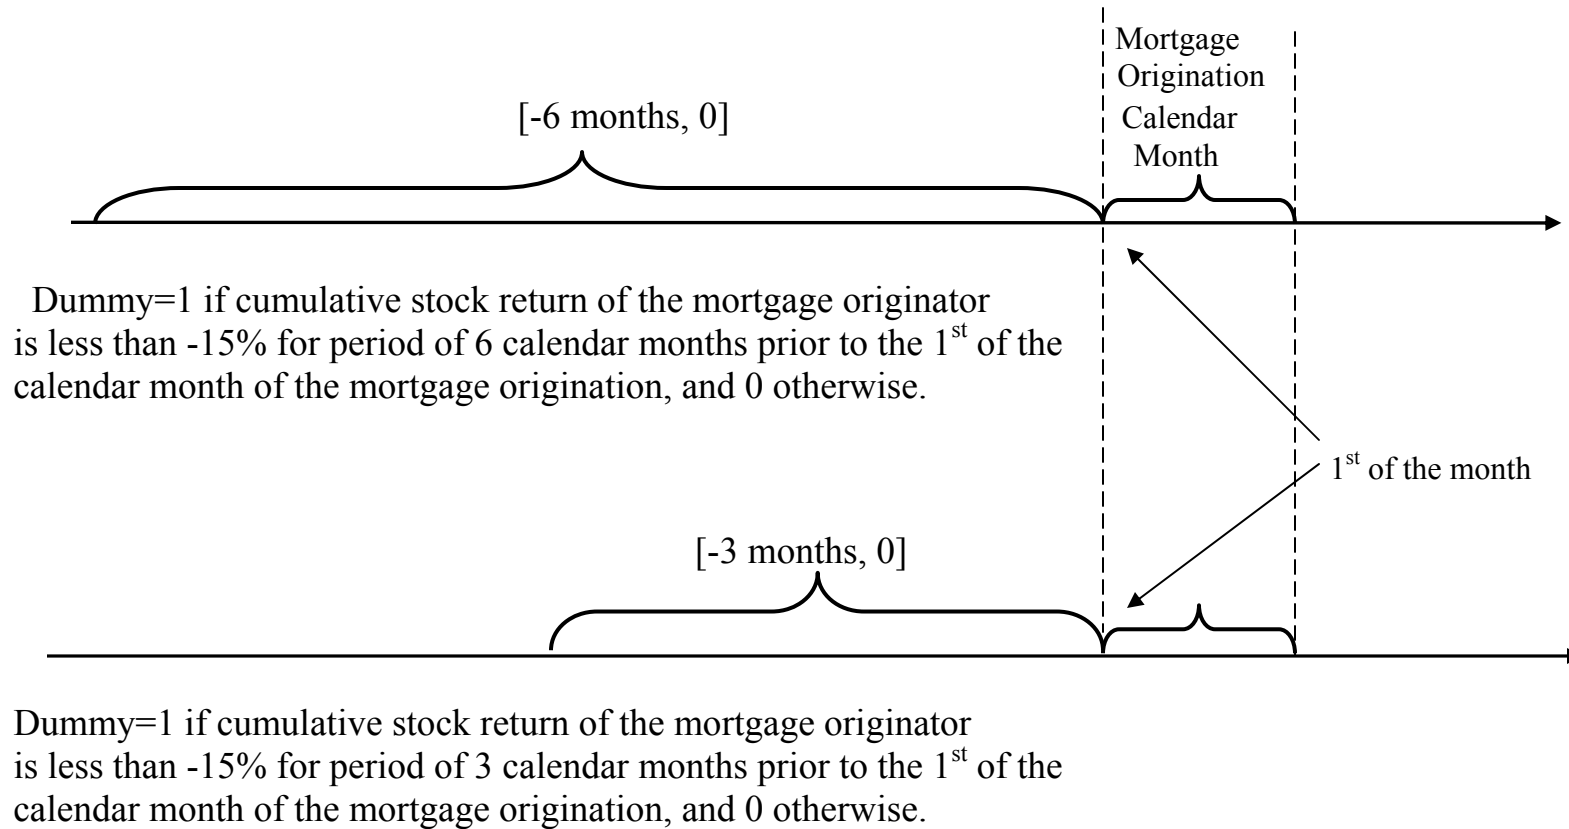 Mortgage
Origination
Calendar
Month
[-6 months, 0]
Dummy=1 if cumulative stock return of the mortgage originator
is less than -15% for period of 6 calendar months prior to the 1st of the
calendar month of the mortgage origination, and 0 otherwise.
1st of the month
[-3 months, 0]
Dummy=1 if cumulative stock return of the mortgage originator
is less than -15% for period of 3 calendar months prior to the 1st of the
calendar month of the mortgage origination, and 0 otherwise.